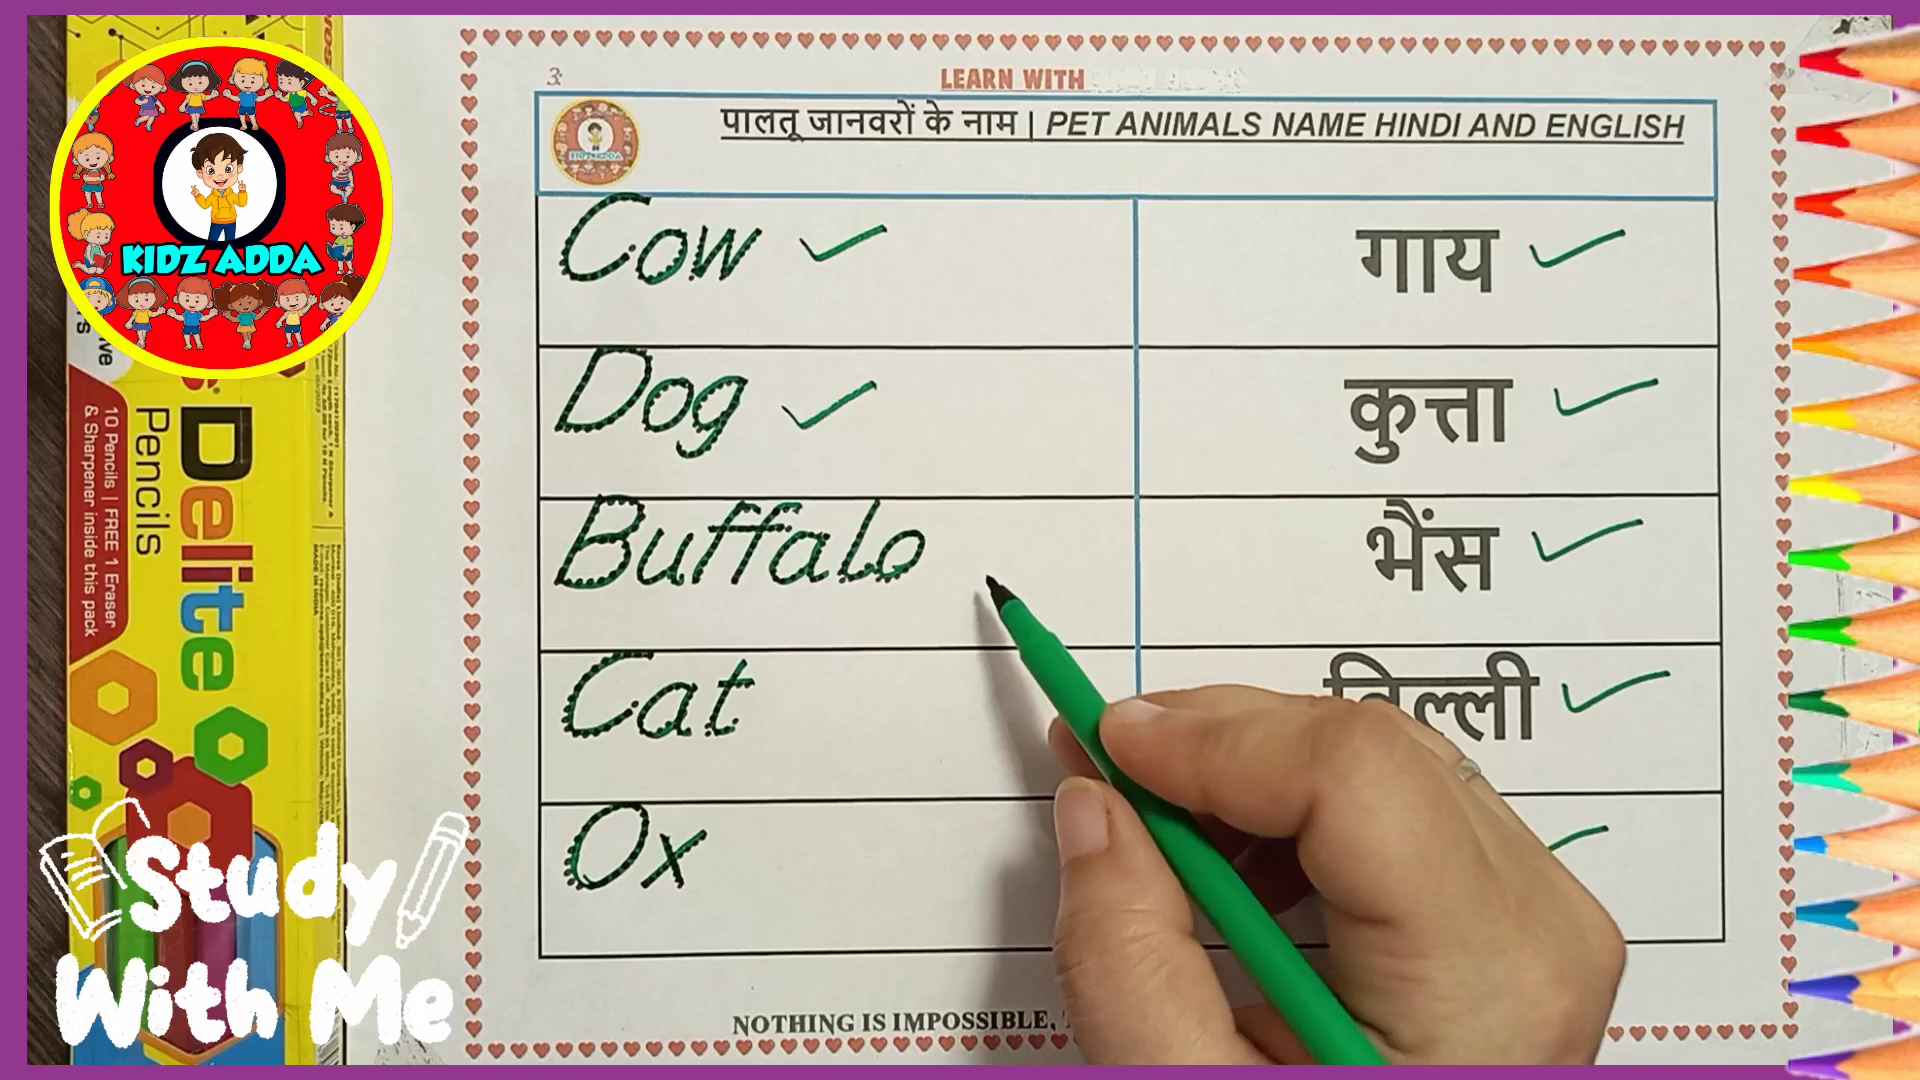 KIDZ ADDA
Delite
Pencils
10 Pencils | FREE 1 Eraser
& Sharpener inside this pack
Study
With Me
3:
LEARN WITH
पालतू जानवरों के नाम | PET ANIMALS NAME HINDI AND ENGLISH
Cow गाय
Dog कुत्ता
Buffalo भैंस
Cat बिल्ली
Ox
NOTHING IS IMPOSSIBLE,